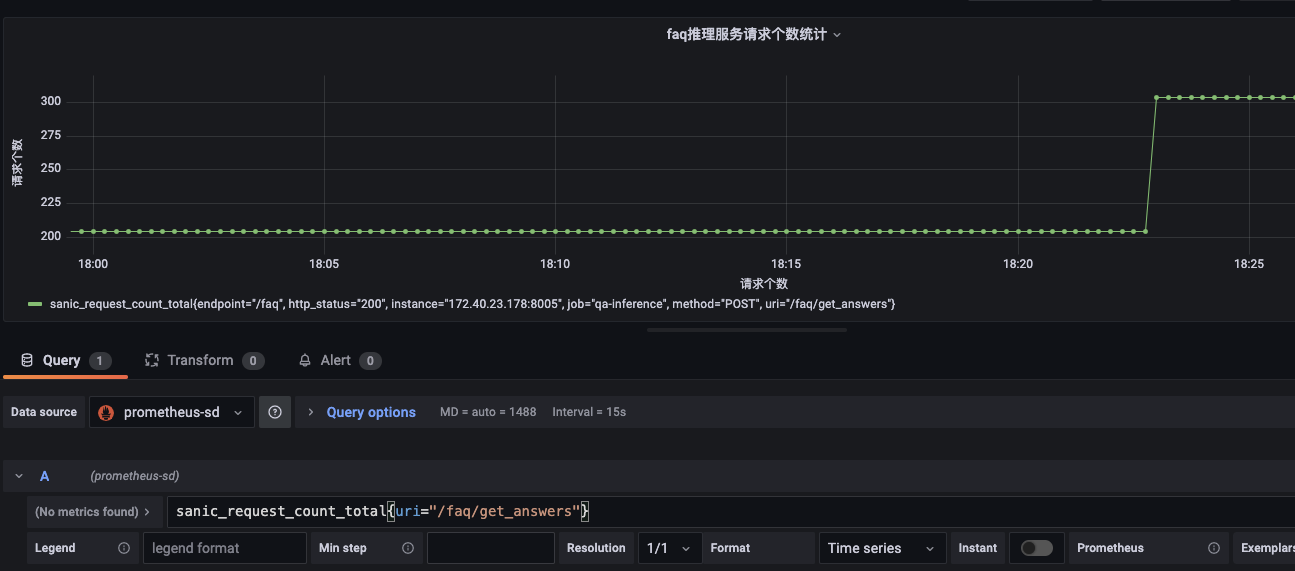 faq推理服务请求个数统计
300
275
250
225
200
请求个数
18:00 18:05 18:10 18:15 18:20 18:25
请求个数
sanic_request_count_total{endpoint="/faq", http_status="200", instance="172.40.23.178:8005", job="qa-inference", method="POST", uri="/faq/get_answers"}
Query 1 Transform 0 Alert 0
Data source prometheus-sd Query options MD = auto = 1488 Interval = 15s
A (prometheus-sd)
(No metrics found) sanic_request_count_total{uri="/faq/get_answers"}
Legend legend format Min step Resolution 1/1 Format Time series Instant Prometheus Exemplars